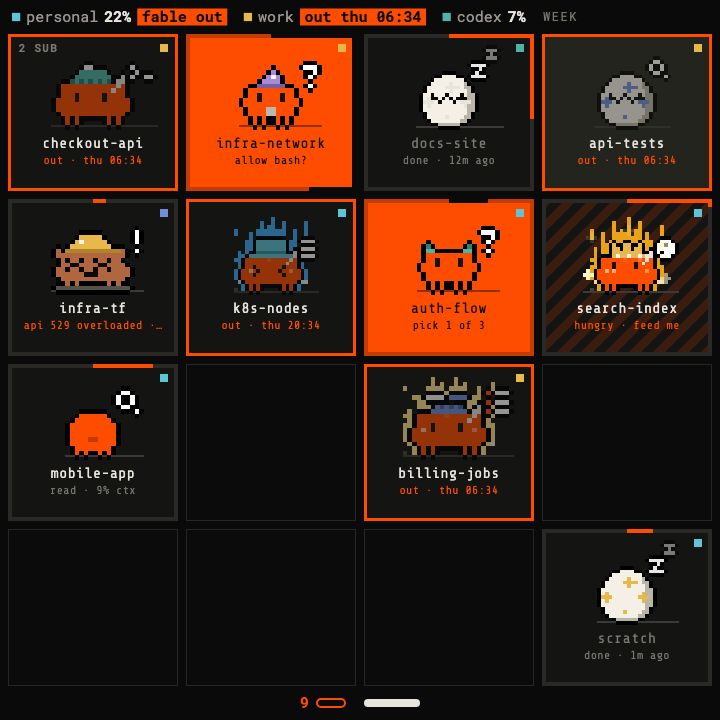 personal 22% fable out work out thu 06:34 codex 7% WEEK
2 SUB
checkout-api
out · thu 06:34
infra-network
allow bash?
docs-site
done · 12m ago
api-tests
out · thu 06:34
infra-tf
api 529 overloaded ·…
k8s-nodes
out · thu 20:34
auth-flow
pick 1 of 3
search-index
hungry · feed me
mobile-app
read · 9% ctx
billing-jobs
out · thu 06:34
scratch
done · 1m ago
9